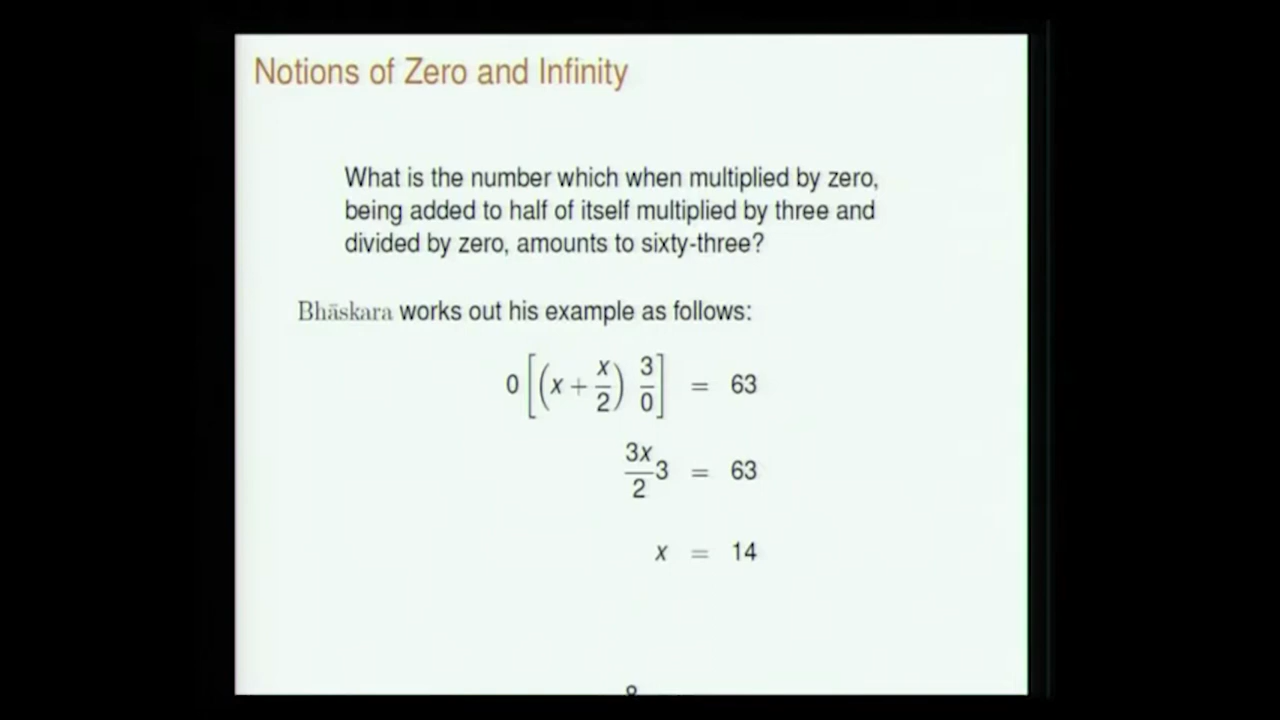 Notions of Zero and Infinity
What is the number which when multiplied by zero,
being added to half of itself multiplied by three and
divided by zero, amounts to sixty-three?
Bhāskara works out his example as follows:
0 [(x + x/2) 3/0] = 63
3x/2 3 = 63
x = 14